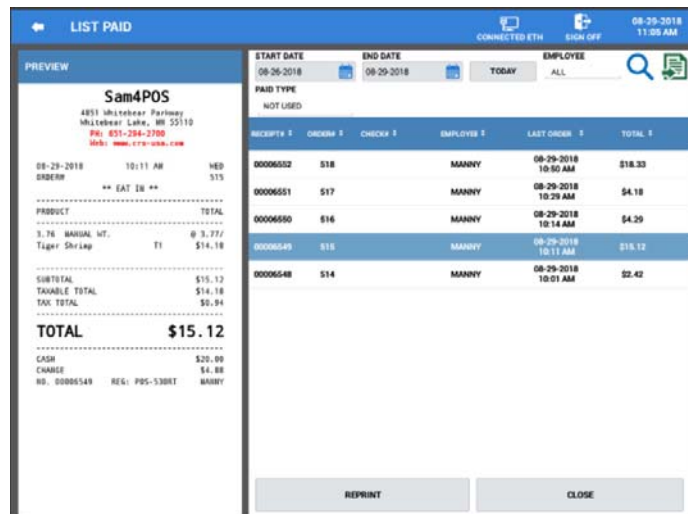 LIST PAID
CONNECTED ETH
SIGN OFF
08-29-2018
11:05 AM
PREVIEW
Sam4POS
4851 Whitebear Parkway
Whitebear Lake, MN 55110
PH: 651-294-2700
Web: www.crs-usa.com
08-29-2018 10:11 AM WED
ORDER# 515
** EAT IN **
PRODUCT TOTAL
3.76 MANUAL WT. @ 3.77/
Tiger Shrimp T1 $14.18
SUBTOTAL $15.12
TAXABLE TOTAL $14.18
TAX TOTAL $0.94
TOTAL $15.12
CASH $20.00
CHANGE $4.88
NO. 00006549 REG: POS-530RT MANNY
START DATE END DATE EMPLOYEE
08-26-2018 08-29-2018 TODAY ALL
PAID TYPE
NOT USED
RECEIPT# ORDER# CHECK# EMPLOYEE LAST ORDER TOTAL
00006552 518 MANNY 08-29-2018 10:50 AM $18.33
00006551 517 MANNY 08-29-2018 10:29 AM $4.18
00006550 516 MANNY 08-29-2018 10:14 AM $4.29
00006549 515 MANNY 08-29-2018 10:11 AM $15.12
00006548 514 MANNY 08-29-2018 10:01 AM $2.42
REPRINT CLOSE